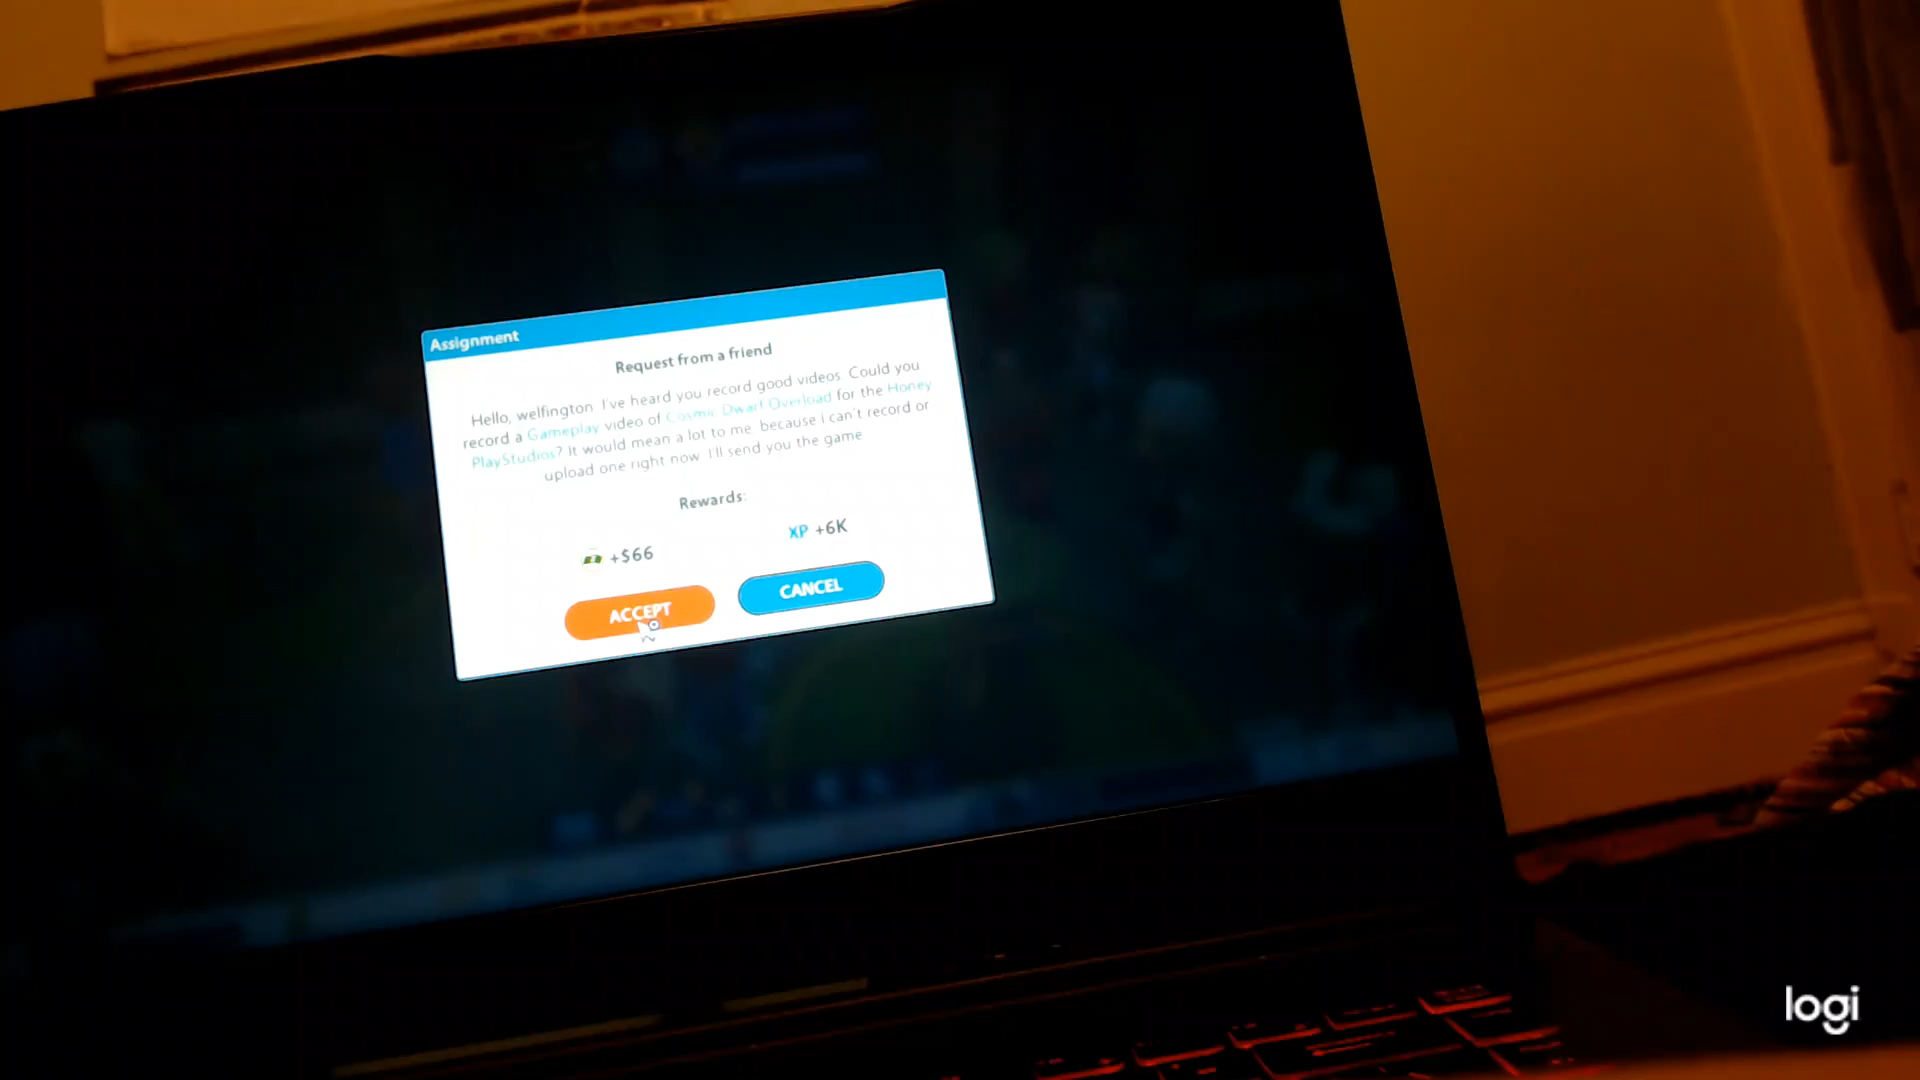 Assignment
Request from a friend
Hello, welfington. I've heard you record good videos. Could you
record a Gameplay video of Cosmic Dwarf Overload for the Honey
PlayStudios? It would mean a lot to me, because I can't record or
upload one right now. I'll send you the game
Rewards:
+$66
XP +6K
ACCEPT
CANCEL
logi